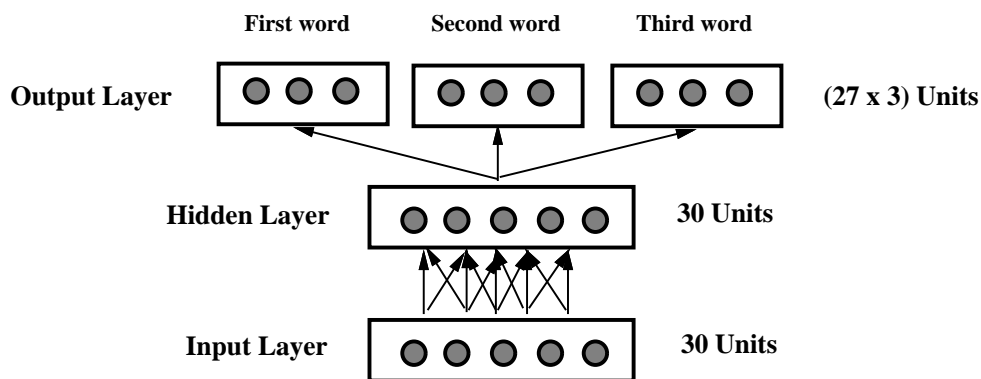 First word Second word Third word
Output Layer (27 x 3) Units
Hidden Layer 30 Units
Input Layer 30 Units